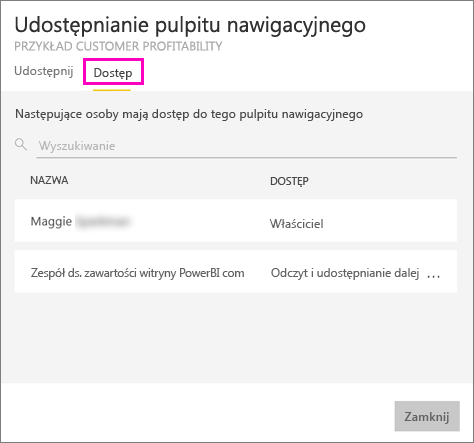 Udostępnianie pulpitu nawigacyjnego
PRZYKŁAD CUSTOMER PROFITABILITY
Udostępnij Dostęp
Następujące osoby mają dostęp do tego pulpitu nawigacyjnego
Wyszukiwanie
NAZWA DOSTĘP
Maggie Właściciel
Zespół ds. zawartości witryny PowerBI com Odczyt i udostępnianie dalej ...
Zamknij